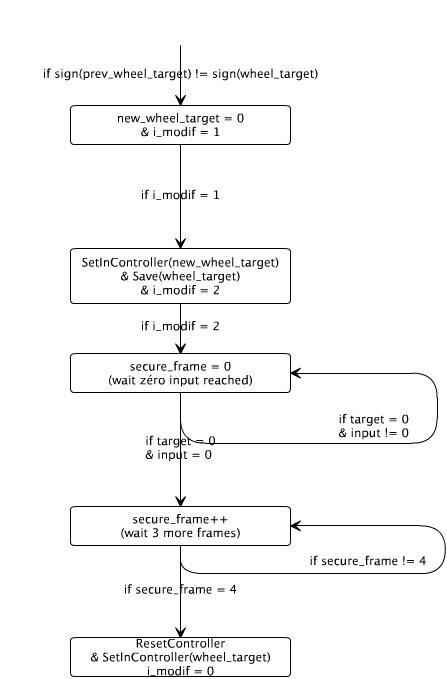 if sign(prev_wheel_target) != sign(wheel_target)
new_wheel_target = 0
& i_modif = 1
if i_modif = 1
SetInController(new_wheel_target)
& Save(wheel_target)
& i_modif = 2
if i_modif = 2
secure_frame = 0
(wait zéro input reached)
if target = 0
& input != 0
if target = 0
& input = 0
secure_frame++
(wait 3 more frames)
if secure_frame != 4
if secure_frame = 4
ResetController
& SetInController(wheel_target)
i_modif = 0